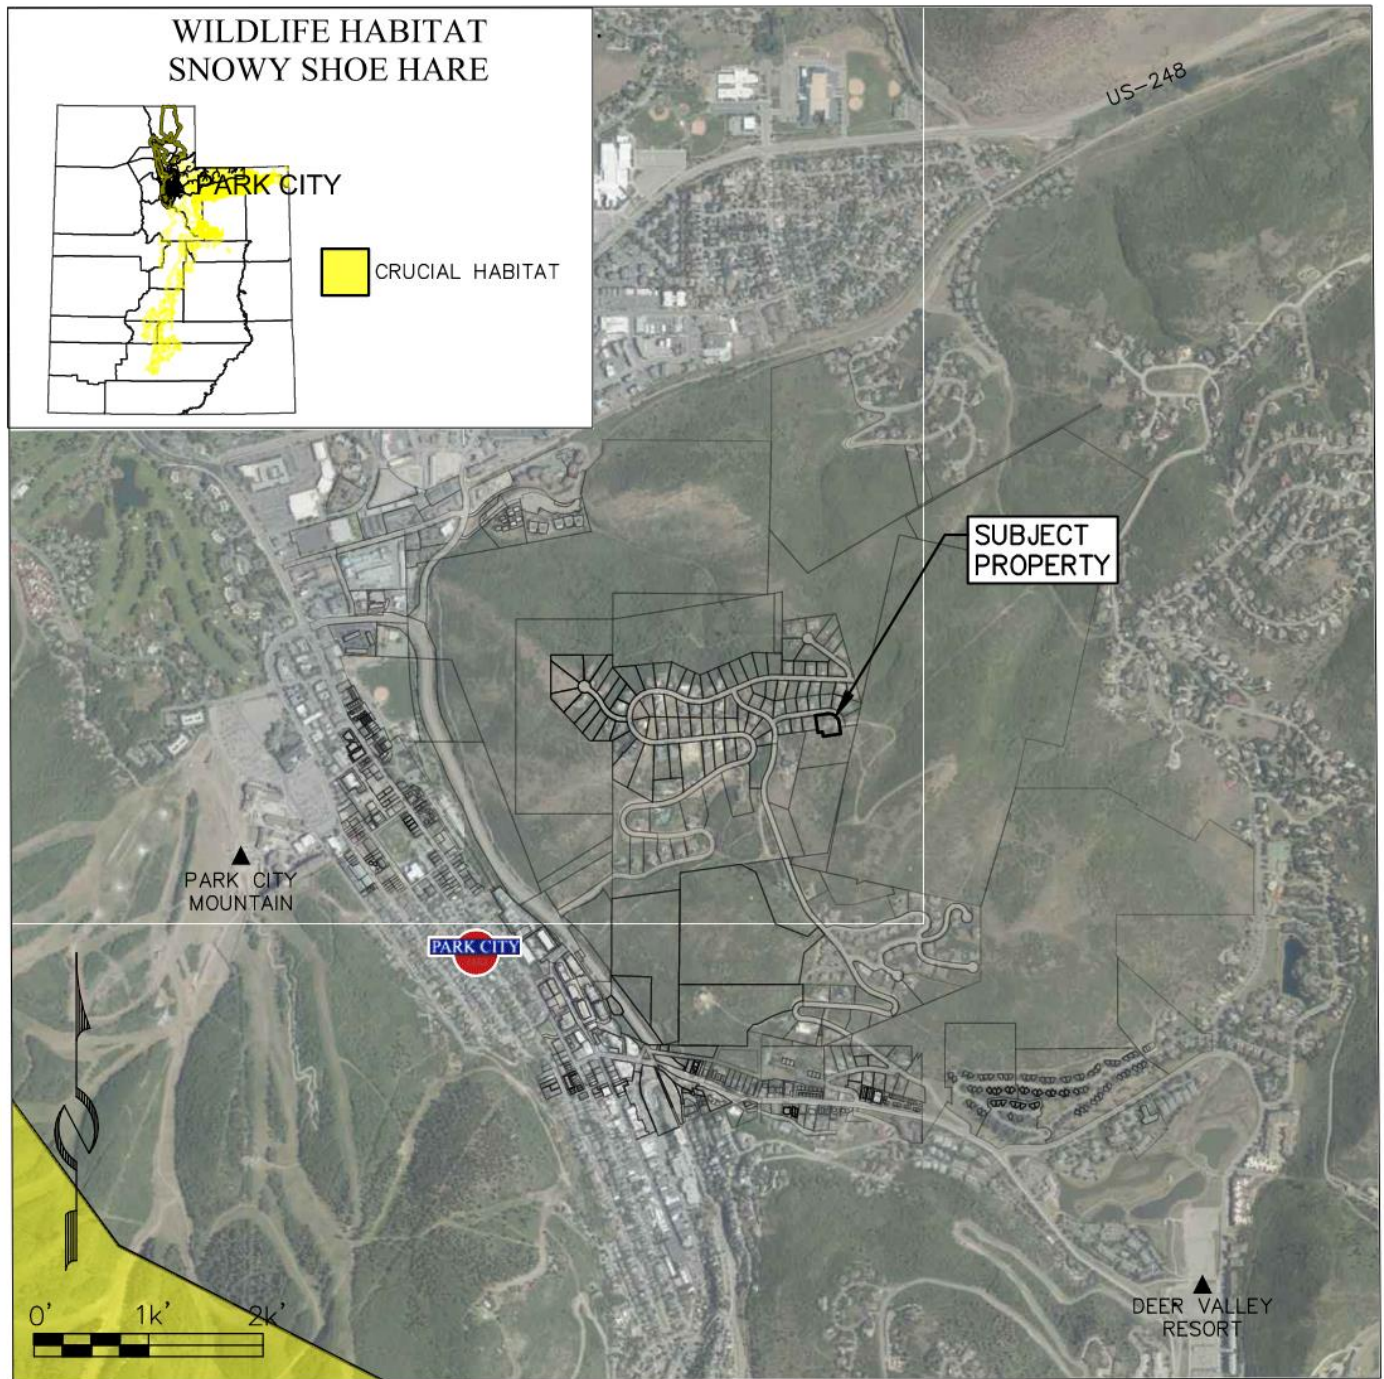 WILDLIFE HABITAT
SNOWY SHOE HARE
PARK CITY
CRUCIAL HABITAT
US-248
SUBJECT
PROPERTY
PARK CITY
MOUNTAIN
PARK CITY
0' 1k' 2k'
DEER VALLEY
RESORT